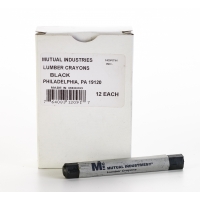 MUTUAL INDUSTRIES
LUMBER CRAYONS
BLACK
PHILADELPHIA, PA 19120
12 EACH
M! MUTUAL INDUSTRIES